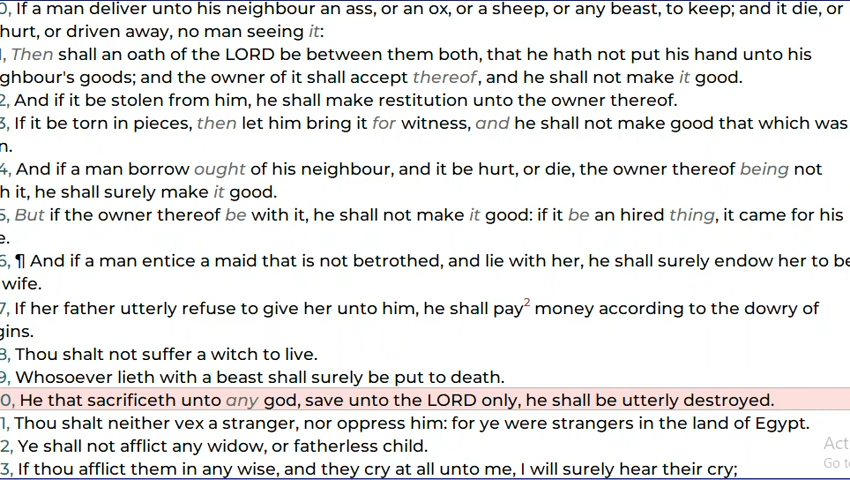 0, If a man deliver unto his neighbour an ass, or an ox, or a sheep, or any beast, to keep; and it die, or
hurt, or driven away, no man seeing it:
1, Then shall an oath of the LORD be between them both, that he hath not put his hand unto his
ghbour's goods; and the owner of it shall accept thereof, and he shall not make it good.
2, And if it be stolen from him, he shall make restitution unto the owner thereof.
3, If it be torn in pieces, then let him bring it for witness, and he shall not make good that which was
n.
4, And if a man borrow ought of his neighbour, and it be hurt, or die, the owner thereof being not
h it, he shall surely make it good.
5, But if the owner thereof be with it, he shall not make it good: if it be an hired thing, it came for his
e.
6, ¶ And if a man entice a maid that is not betrothed, and lie with her, he shall surely endow her to be
wife.
7, If her father utterly refuse to give her unto him, he shall pay2 money according to the dowry of
gins.
8, Thou shalt not suffer a witch to live.
9, Whosoever lieth with a beast shall surely be put to death.
0, He that sacrificeth unto any god, save unto the LORD only, he shall be utterly destroyed.
1, Thou shalt neither vex a stranger, nor oppress him: for ye were strangers in the land of Egypt.
2, Ye shall not afflict any widow, or fatherless child.
Act
3, If thou afflict them in any wise, and they cry at all unto me, I will surely hear their cry;
Go to